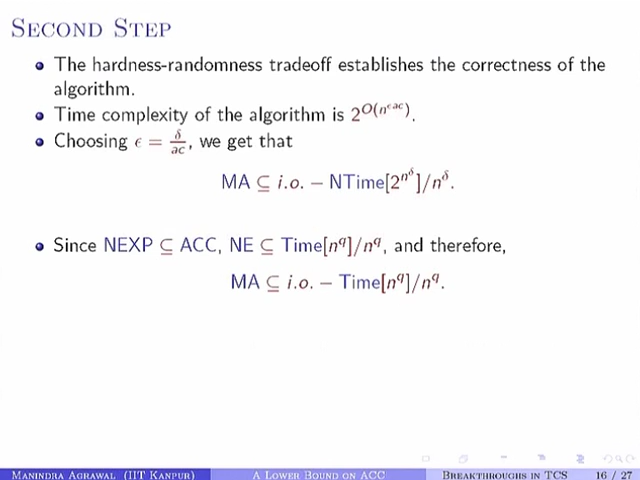 SECOND STEP
• The hardness-randomness tradeoff establishes the correctness of the
algorithm.
• Time complexity of the algorithm is 2^{O(n^{ϵac})}.
• Choosing ϵ = δ/ac, we get that
MA ⊆ i.o. − NTime[2^{n^δ}]/n^δ.
• Since NEXP ⊆ ACC, NE ⊆ Time[n^q]/n^q, and therefore,
MA ⊆ i.o. − Time[n^q]/n^q.
MANINDRA AGRAWAL (IIT KANPUR) A LOWER BOUND ON ACC BREAKTHROUGHS IN TCS 16 / 27